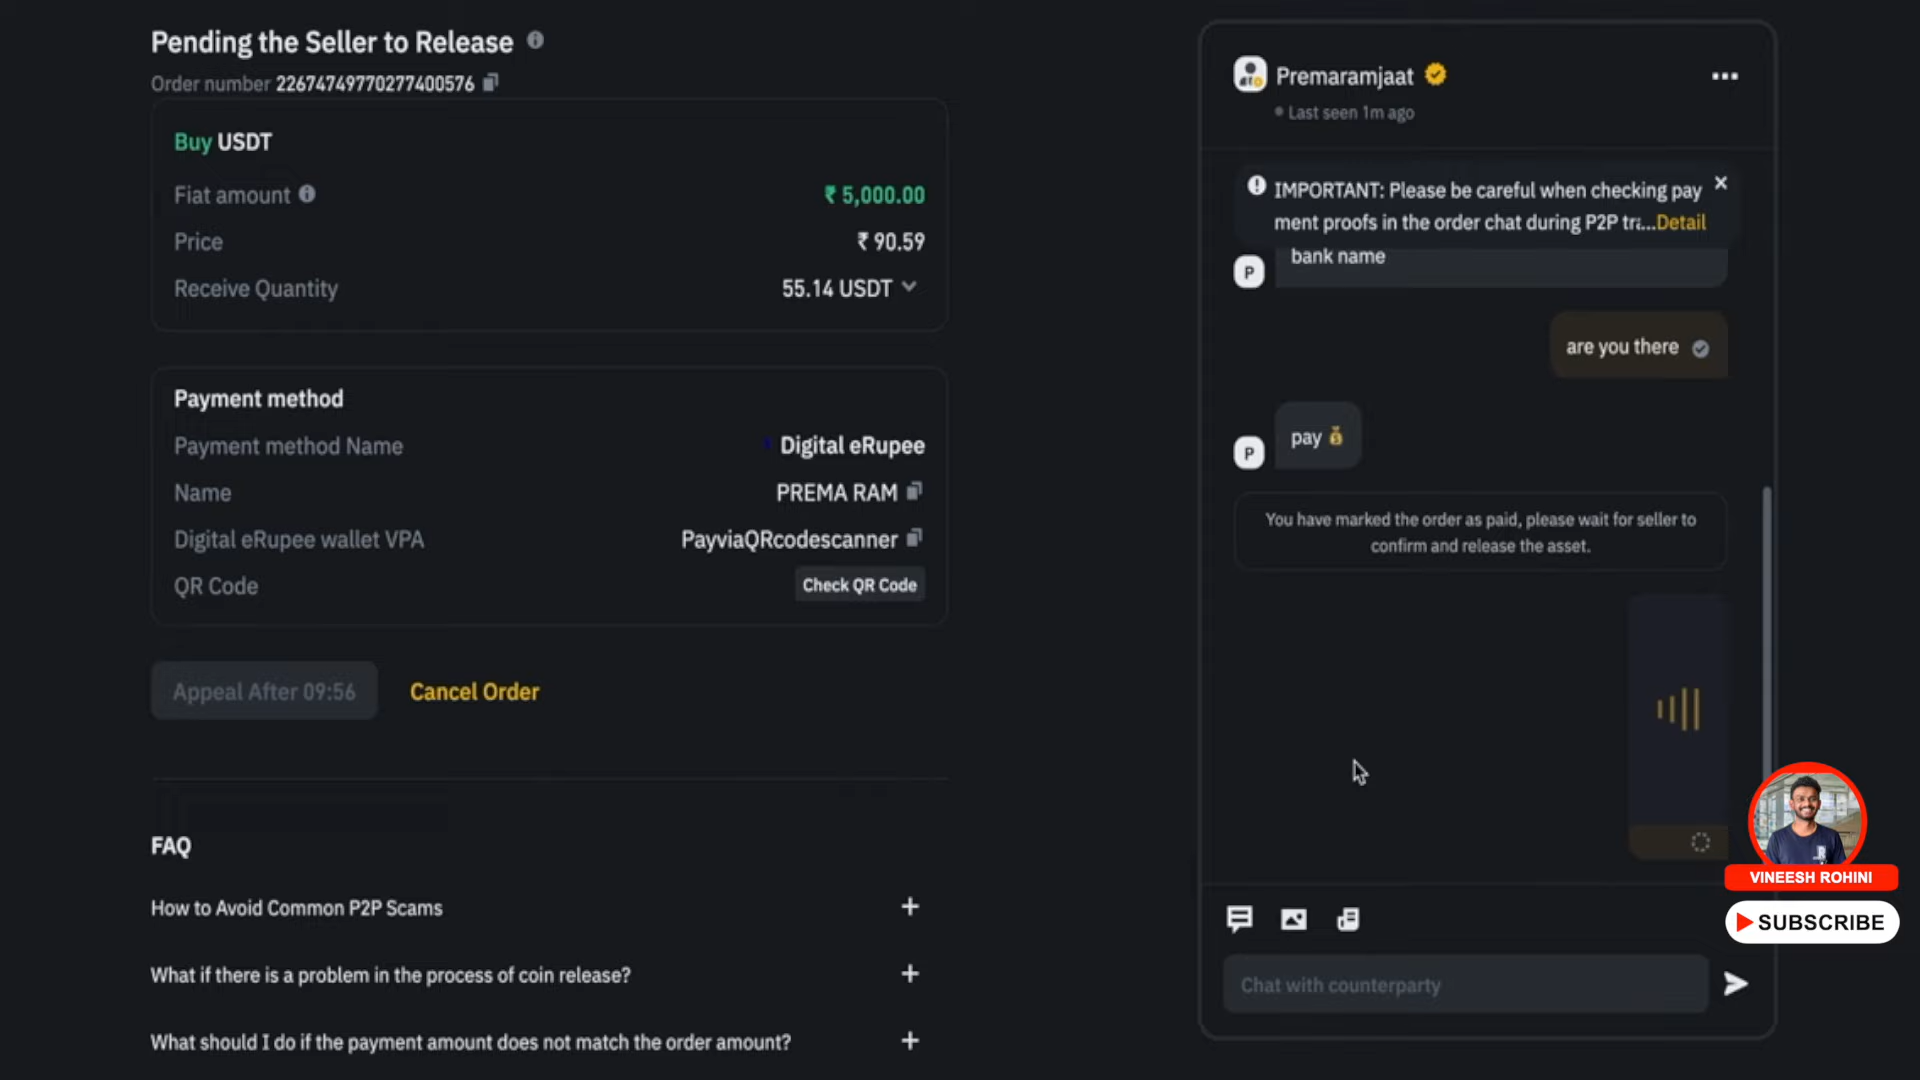 Pending the Seller to Release
Order number 22674749770277400576
Buy USDT
Fiat amount ₹ 5,000.00
Price ₹ 90.59
Receive Quantity 55.14 USDT
Payment method
Payment method Name Digital eRupee
Name PREMA RAM
Digital eRupee wallet VPA PayviaQRcodescanner
QR Code Check QR Code
Appeal After 09:56 Cancel Order
FAQ
How to Avoid Common P2P Scams
What if there is a problem in the process of coin release?
What should I do if the payment amount does not match the order amount?
Premaramjaat
Last seen 1m ago
IMPORTANT: Please be careful when checking pay
ment proofs in the order chat during P2P tr...Detail
bank name
P
are you there
pay
P
You have marked the order as paid, please wait for seller to
confirm and release the asset.
Chat with counterparty
VINEESH ROHINI
SUBSCRIBE